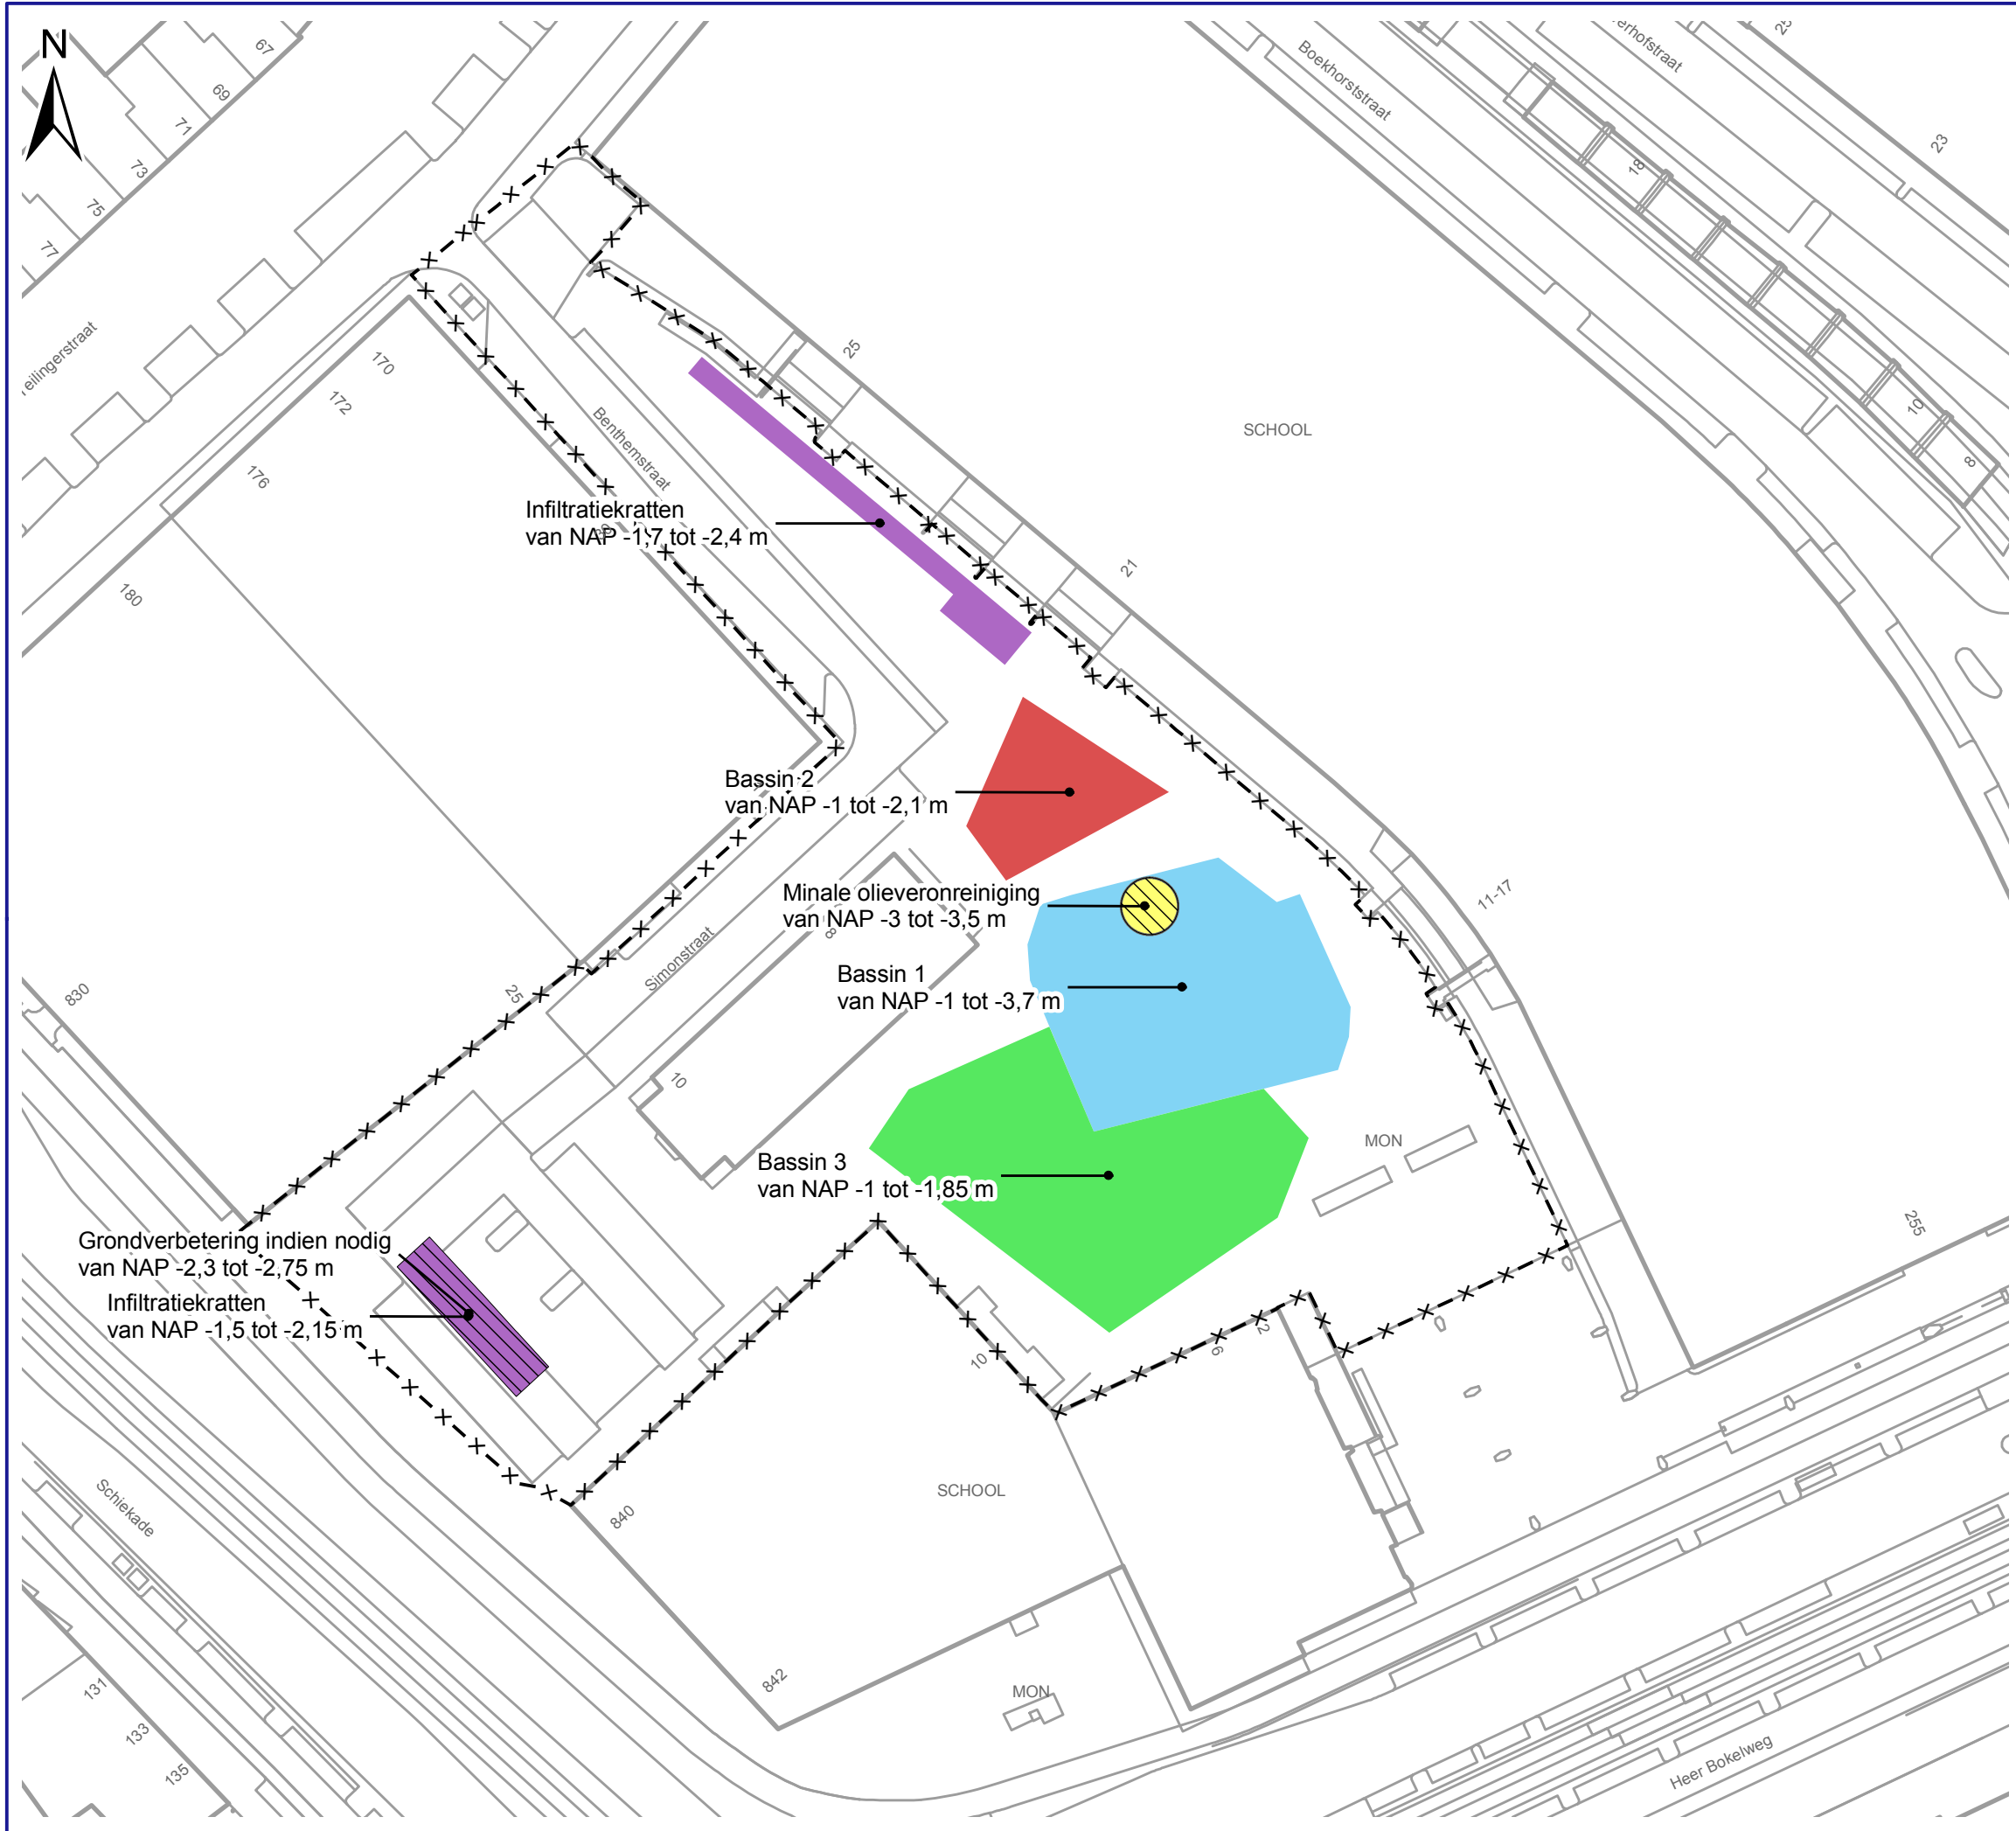 N
67
69
71
73
75
77
Boekhorststraat
23
18
10
8
25
170
172
176
180
Benthemstraat
SCHOOL
Infiltratiekratten
van NAP -1,7 tot -2,4 m
21
Bassin 2
van NAP -1 tot -2,1 m
Minale olieveronreiniging
van NAP -3 tot -3,5 m
8
11-17
Simonstraat
Bassin 1
van NAP -1 tot -3,7 m
830
25
10
MON
Bassin 3
van NAP -1 tot -1,85 m
255
Grondverbetering indien nodig
van NAP -2,3 tot -2,75 m
Infiltratiekratten
van NAP -1,5 tot -2,15 m
2
6
10
SCHOOL
Schiekade
840
842
MON
131
133
135
Heer Bokelweg